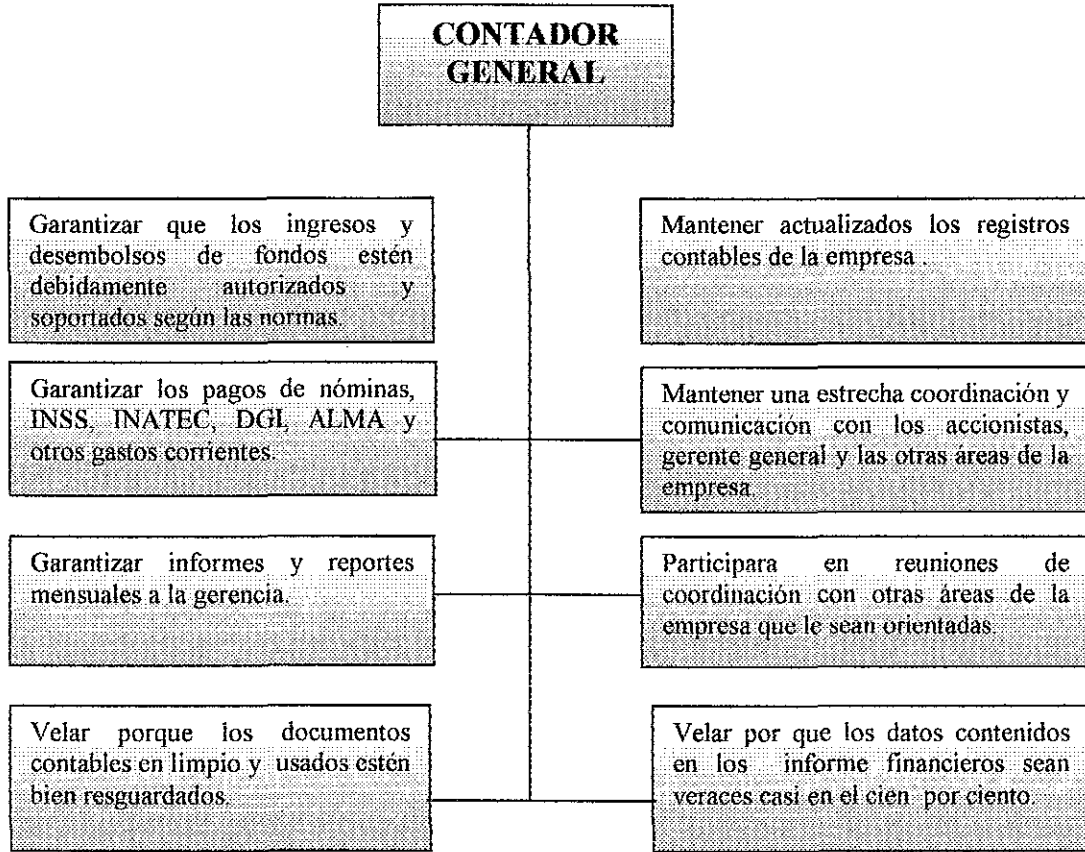 CONTADOR
GENERAL
Garantizar que los ingresos y
desembolsos de fondos estén
debidamente autorizados y
soportados según las normas.
Mantener actualizados los registros
contables de la empresa .
Garantizar los pagos de nóminas,
INSS, INATEC, DGI, ALMA y
otros gastos corrientes.
Mantener una estrecha coordinación y
comunicación con los accionistas,
gerente general y las otras áreas de la
empresa.
Garantizar informes y reportes
mensuales a la gerencia.
Participara en reuniones de
coordinación con otras áreas de la
empresa que le sean orientadas.
Velar porque los documentos
contables en limpio y usados estén
bien resguardados.
Velar por que los datos contenidos
en los informe financieros sean
veraces casi en el cien por ciento.